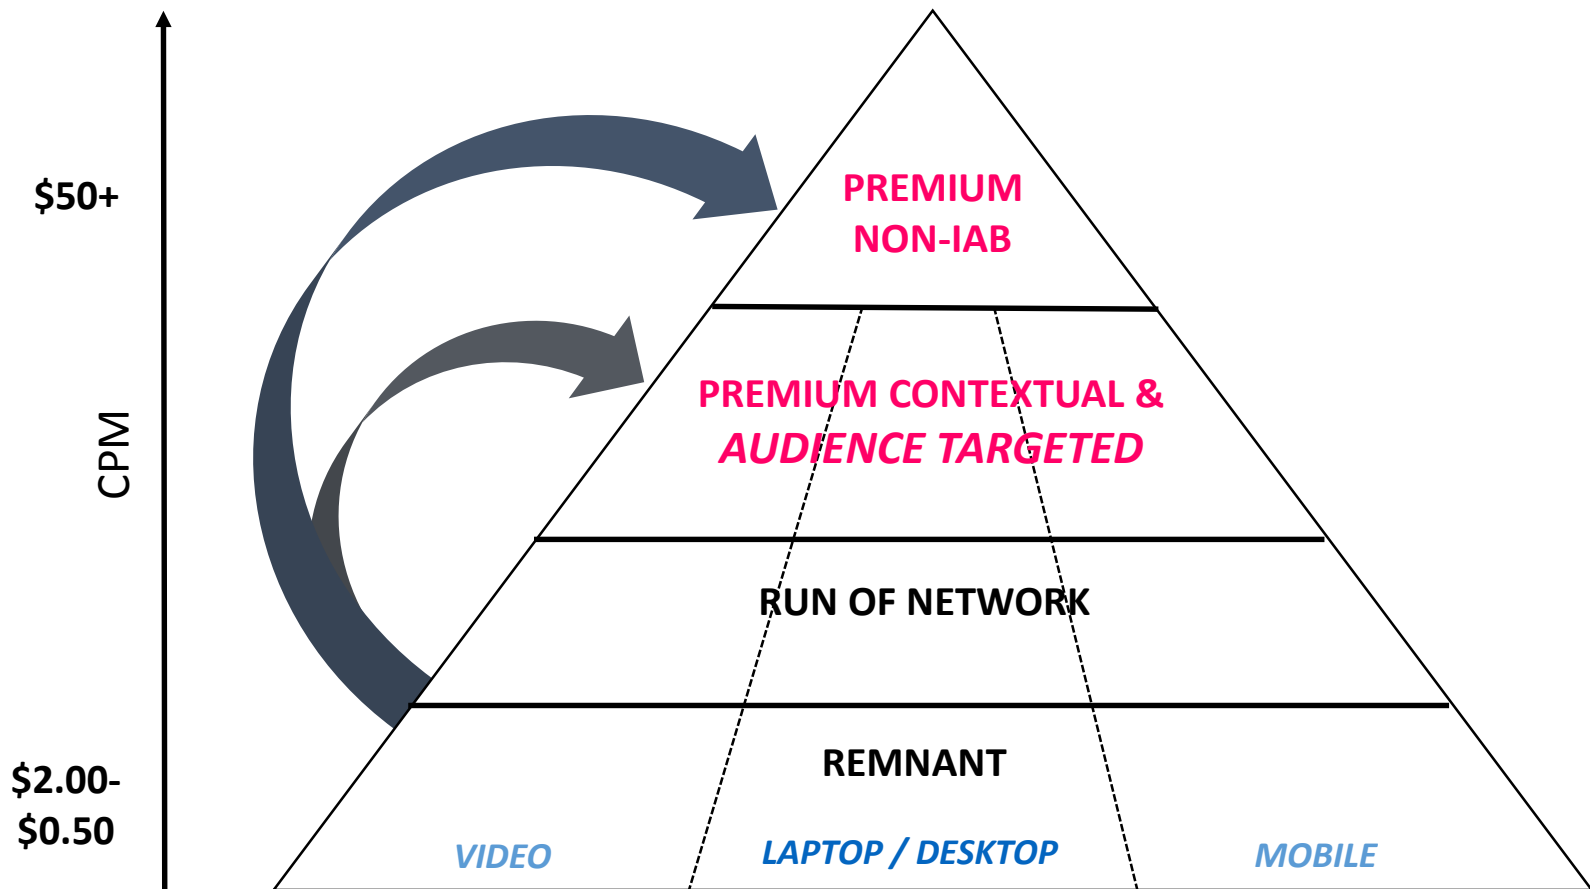 $50+
PREMIUM
NON-IAB
PREMIUM CONTEXTUAL &
AUDIENCE TARGETED
CPM
RUN OF NETWORK
$2.00-
$0.50
REMNANT
VIDEO
LAPTOP / DESKTOP
MOBILE